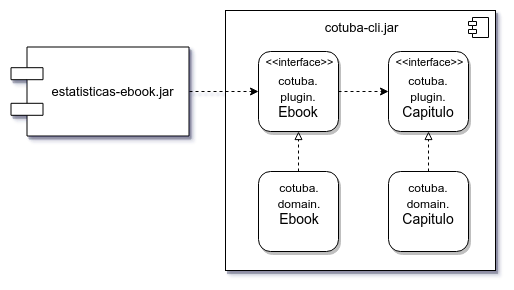 cotuba-cli.jar
estatisticas-ebook.jar
<<interface>>
cotuba.
plugin.
Ebook
<<interface>>
cotuba.
plugin.
Capitulo
cotuba.
domain.
Ebook
cotuba.
domain.
Capitulo